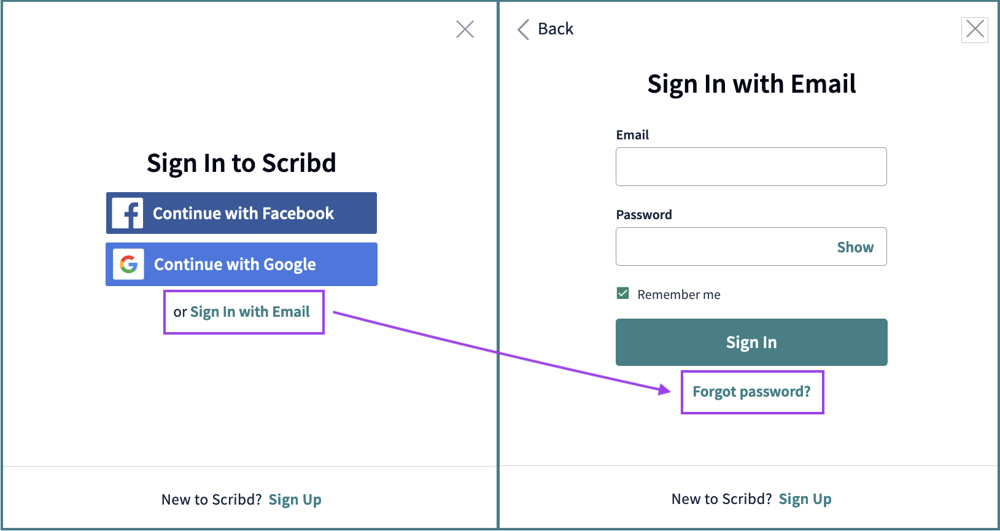 Sign In to Scribd
Continue with Facebook
Continue with Google
or Sign In with Email
New to Scribd? Sign Up
Back
Sign In with Email
Email
Password
Show
Remember me
Sign In
Forgot password?
New to Scribd? Sign Up